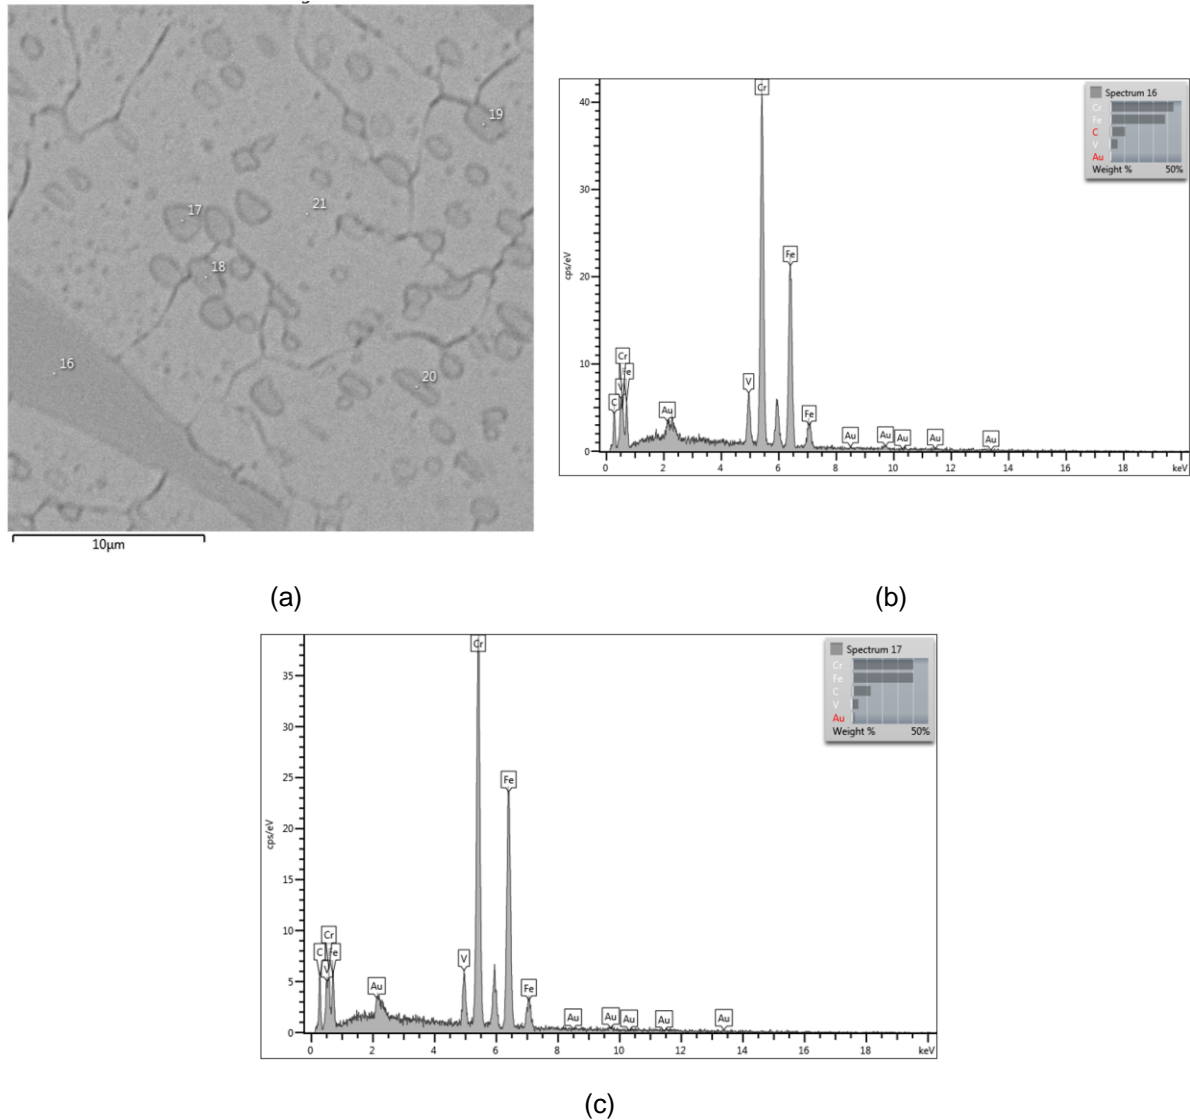 19
17
21
18
16
20
10µm
(a)
cps/eV
40
30
20
10
0
Cr
Fe
V
Cr
Fe
V
C
Au
Fe
Au
Au
Au
Au
Au
0 2 4 6 8 10 12 14 16 18 keV
Spectrum 16
Cr
Fe
C
V
Au
Weight % 50%
(b)
cps/eV
35
30
25
20
15
10
5
0
Cr
Fe
Cr
C
Fe
V
V
Au
Fe
Au
Au
Au
Au
Au
0 2 4 6 8 10 12 14 16 18 keV
Spectrum 17
Cr
Fe
C
V
Au
Weight % 50%
(c)